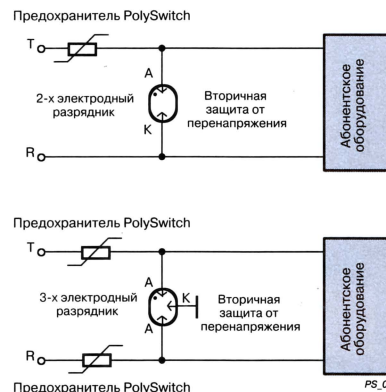 Предохранитель PolySwitch
T
A
2-х электродный
разрядник
Вторичная
защита от
перенапряжения
K
R
Абонентское
оборудование
Предохранитель PolySwitch
T
A
3-х электродный
разрядник
K
Вторичная
защита от
перенапряжения
A
R
Абонентское
оборудование
Предохранитель PolySwitch